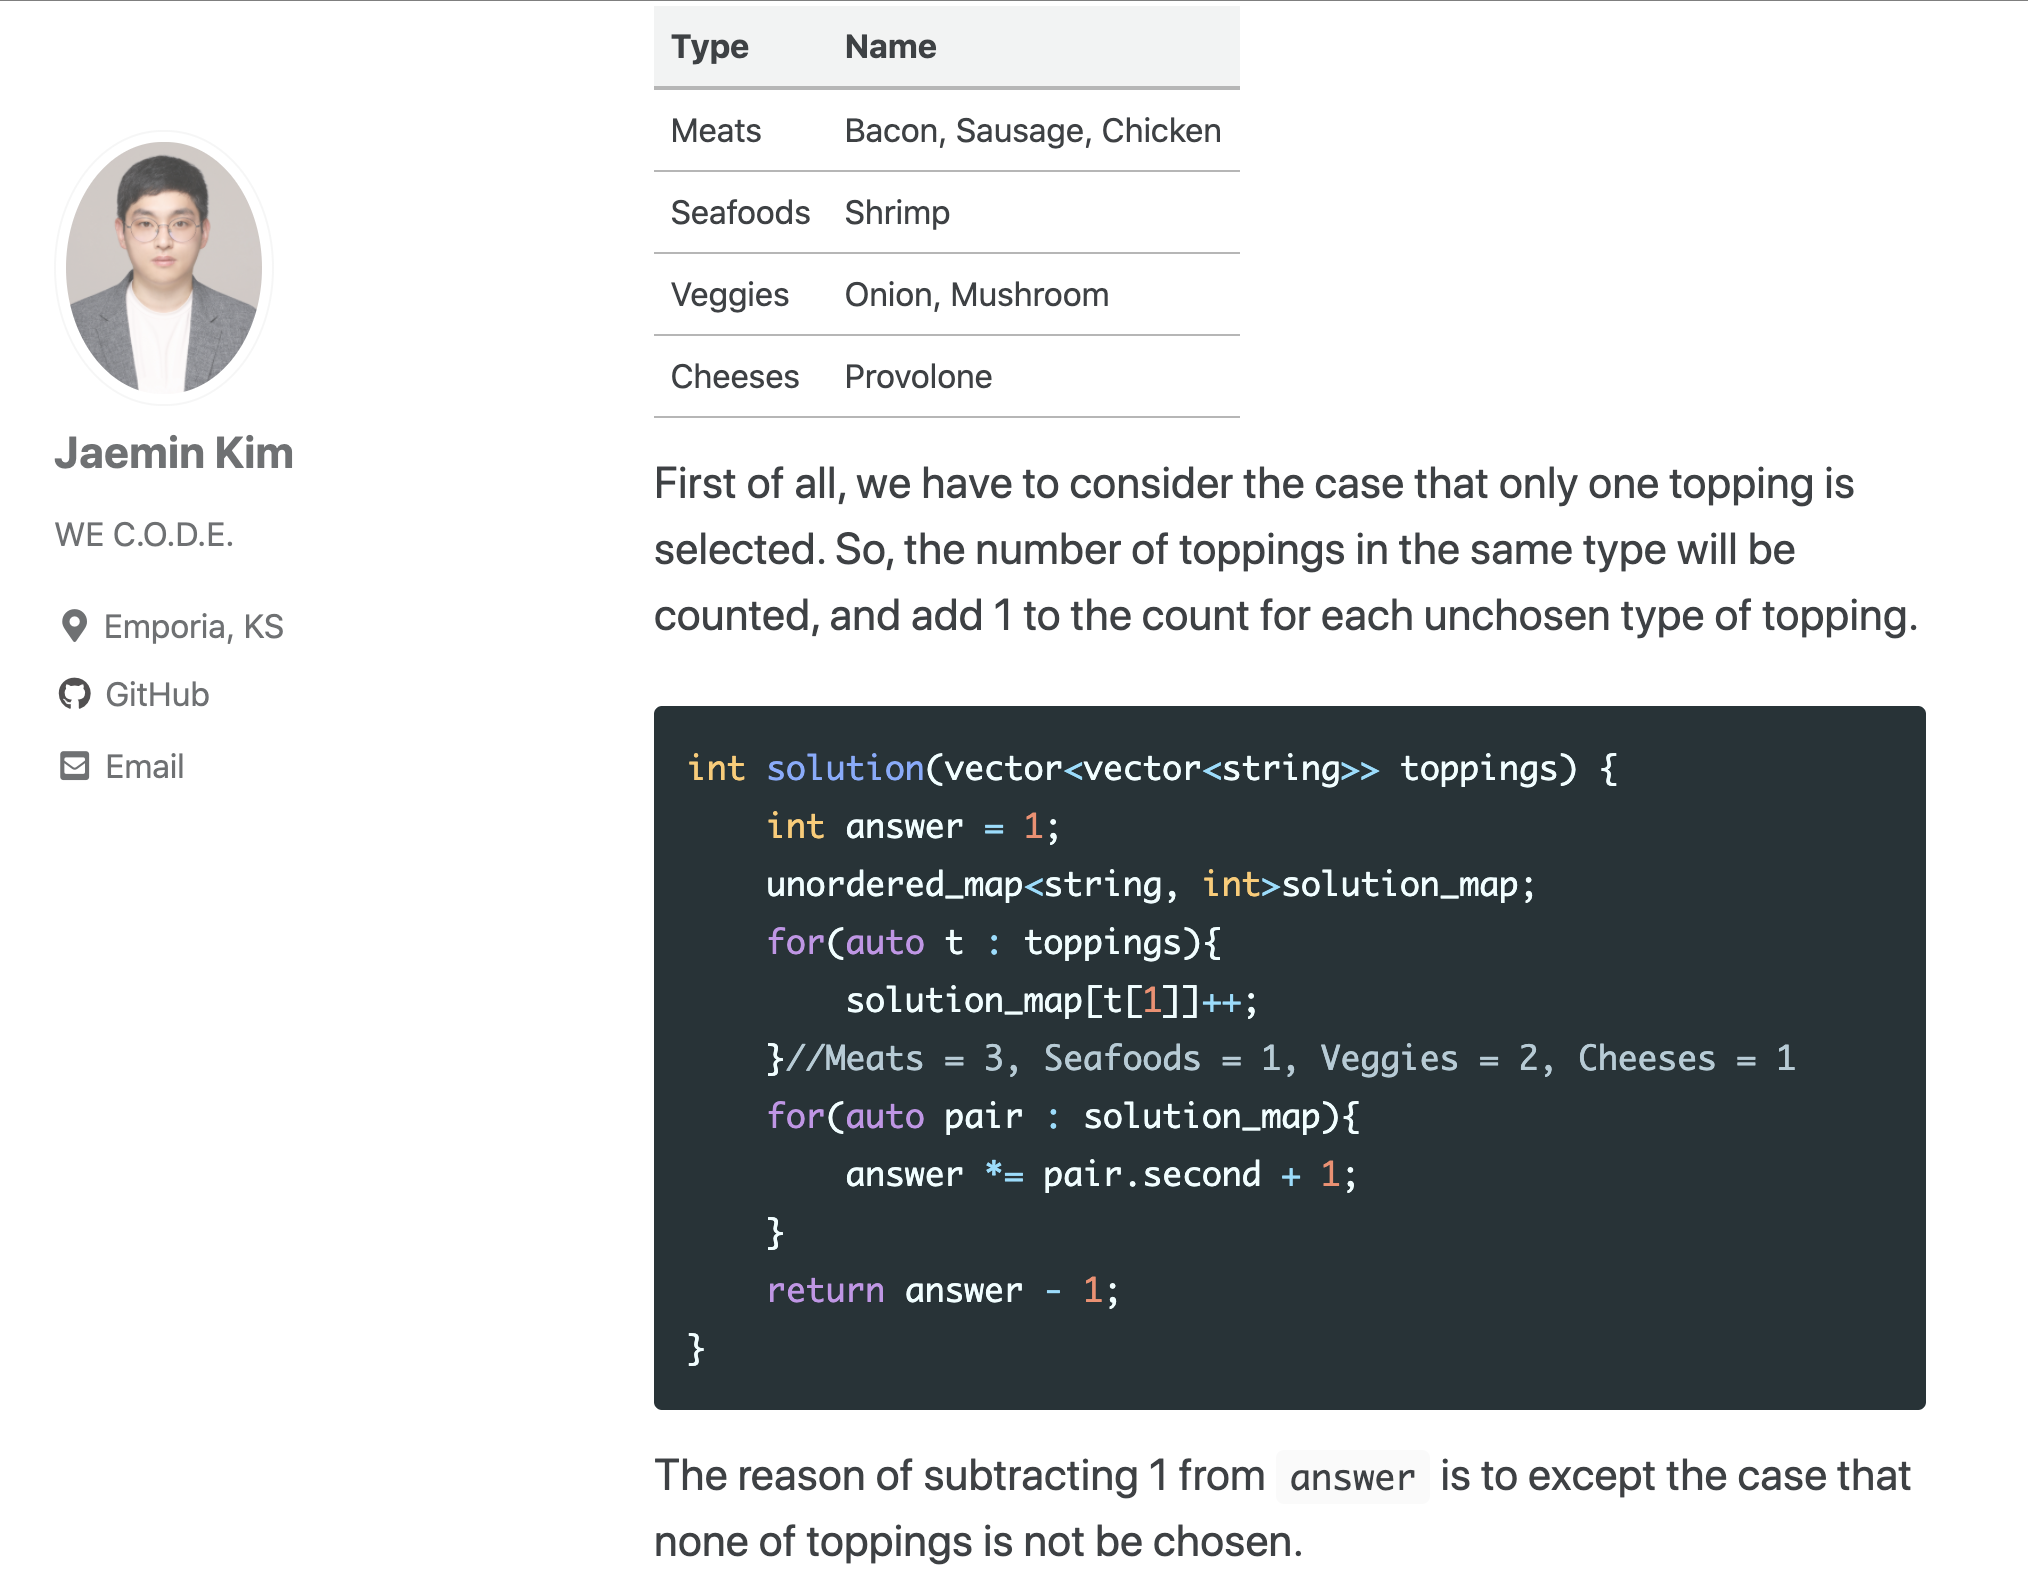 Type Name
Meats Bacon, Sausage, Chicken
Seafoods Shrimp
Veggies Onion, Mushroom
Cheeses Provolone
Jaemin Kim
WE C.O.D.E.
Emporia, KS
GitHub
Email
First of all, we have to consider the case that only one topping is
selected. So, the number of toppings in the same type will be
counted, and add 1 to the count for each unchosen type of topping.
int solution(vector<vector<string>> toppings) {
    int answer = 1;
    unordered_map<string, int>solution_map;
    for(auto t : toppings){
        solution_map[t[1]]++;
    }//Meats = 3, Seafoods = 1, Veggies = 2, Cheeses = 1
    for(auto pair : solution_map){
        answer *= pair.second + 1;
    }
    return answer - 1;
}
The reason of subtracting 1 from answer is to except the case that
none of toppings is not be chosen.